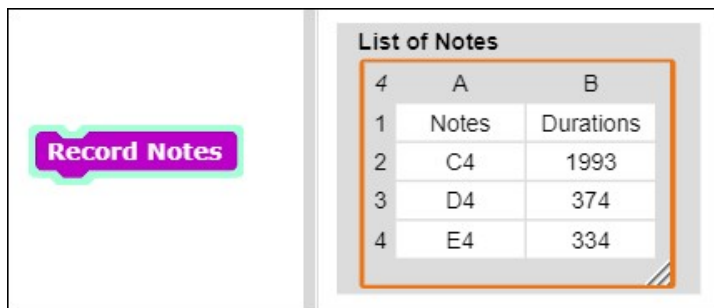 Record Notes
List of Notes
4 A B
1 Notes Durations
2 C4 1993
3 D4 374
4 E4 334